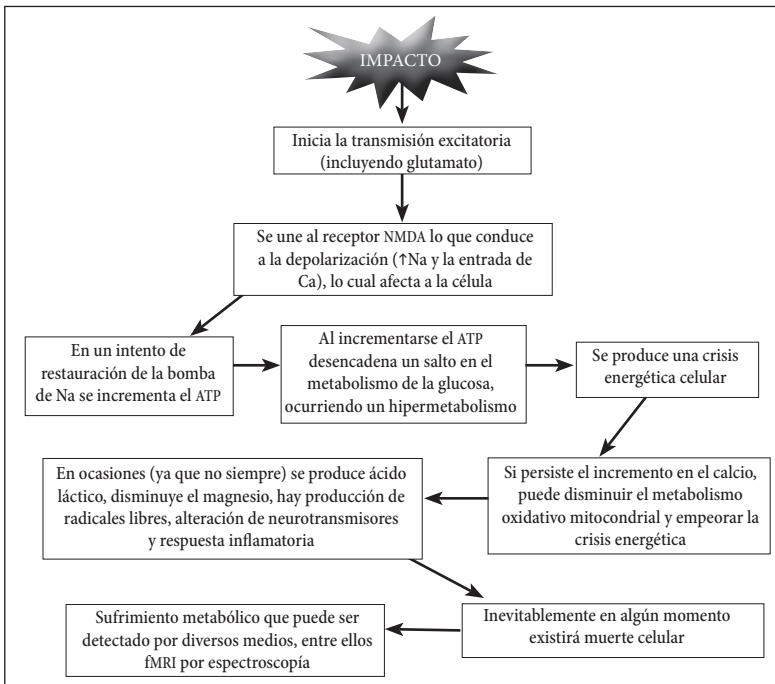 IMPACTO
Inicia la transmisión excitatoria
(incluyendo glutamato)
Se une al receptor NMDA lo que conduce
a la depolarización (↑Na y la entrada de
Ca), lo cual afecta a la célula
En un intento de
restauración de la bomba
de Na se incrementa el ATP
Al incrementarse el ATP
desencadena un salto en el
metabolismo de la glucosa,
ocurriendo un hipermetabolismo
Se produce una crisis
energética celular
Si persiste el incremento en el calcio,
puede disminuir el metabolismo
oxidativo mitocondrial y empeorar la
crisis energética
En ocasiones (ya que no siempre) se produce ácido
láctico, disminuye el magnesio, hay producción de
radicales libres, alteración de neurotransmisores
y respuesta inflamatoria
Inevitablemente en algún momento
existirá muerte celular
Sufrimiento metabólico que puede ser
detectado por diversos medios, entre ellos
fMRI por espectroscopía